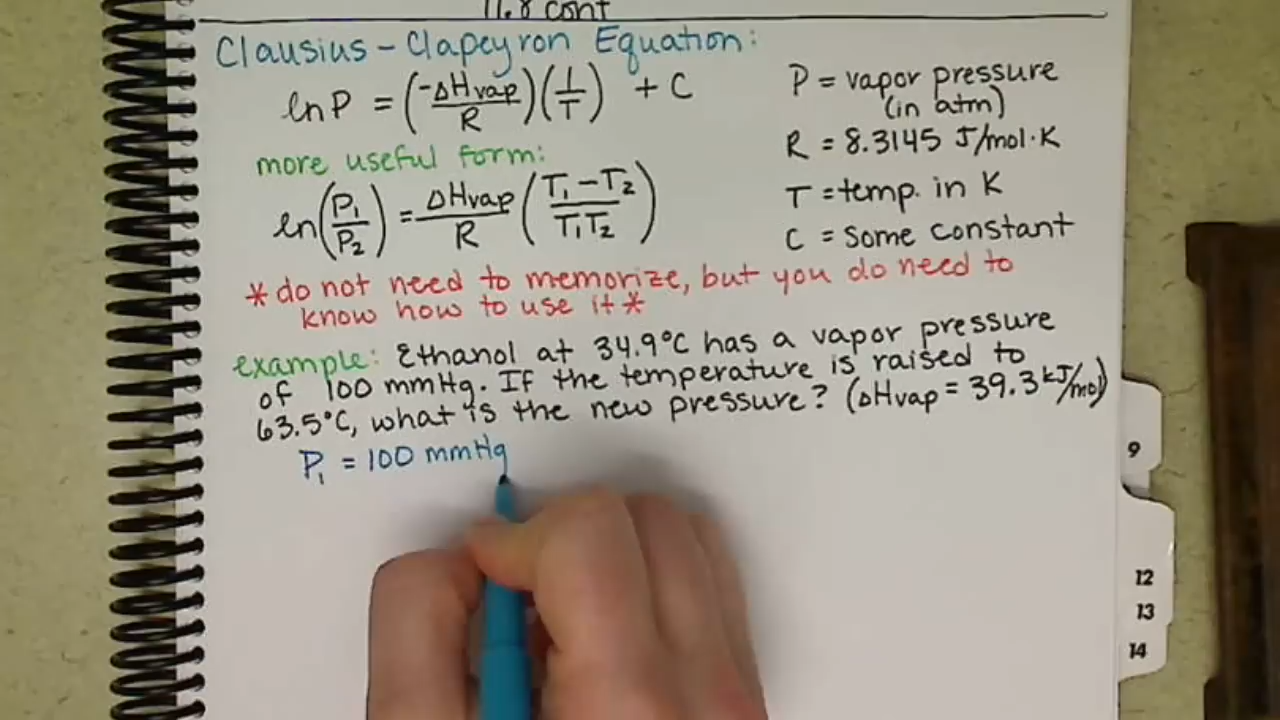 11.8 cont
Clausius - Clapeyron Equation:
ln P = (-ΔHvap/R)(1/T) + C
P = vapor pressure
(in atm)
R = 8.3145 J/mol·K
T = temp. in K
C = some constant
more useful form:
ln(P₁/P₂) = ΔHvap/R (T₁-T₂/T₁T₂)
*do not need to memorize, but you do need to
know how to use it*
example: Ethanol at 34.9°C has a vapor pressure
of 100 mmHg. If the temperature is raised to
63.5°C, what is the new pressure? (ΔHvap = 39.3 kJ/mol)
P₁ = 100 mmHg
9
12
13
14